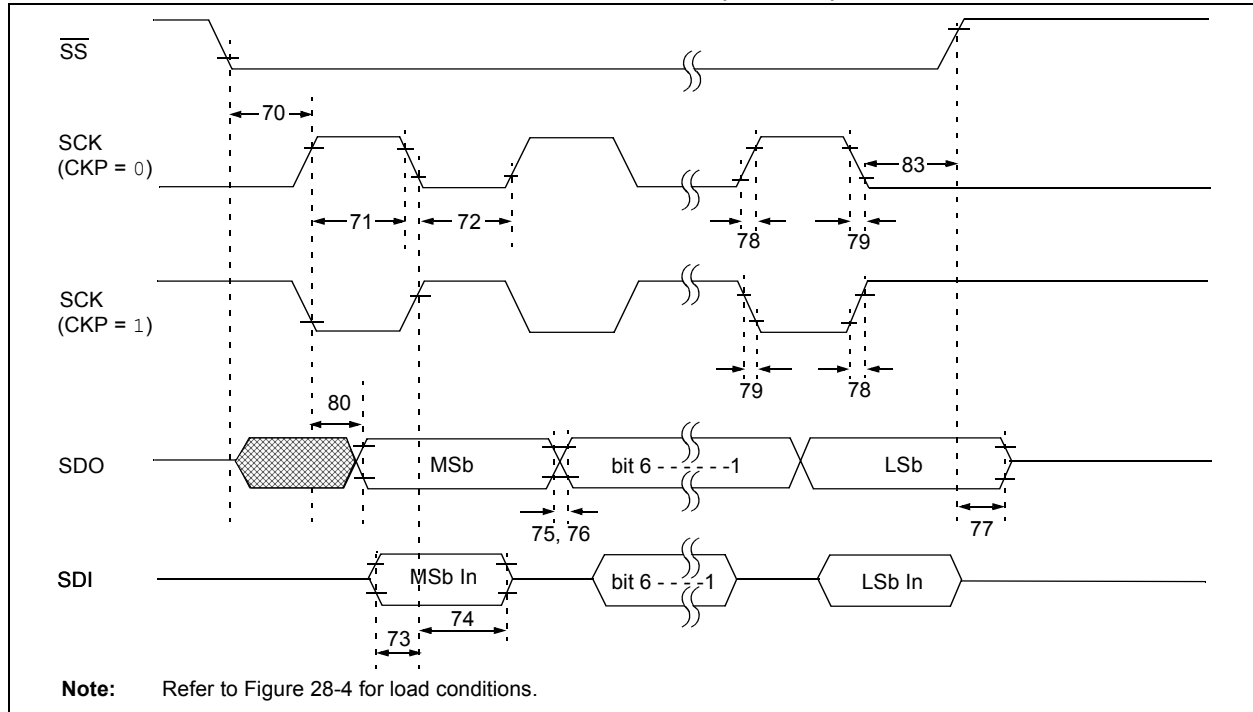 SS
70
SCK
(CKP = 0)
83
71
72
78
79
SCK
(CKP = 1)
79
78
80
SDO
MSb
bit 6 - - - - - -1
LSb
75, 76
77
SDI
MSb In
bit 6 - - - -1
LSb In
74
73
Note: Refer to Figure 28-4 for load conditions.